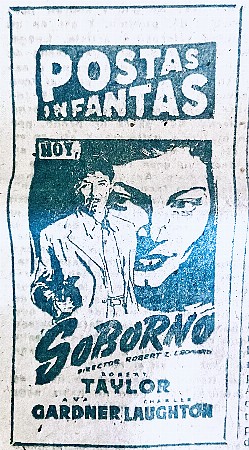 POSTAS
INFANTAS
HOY,
SOBORNO
DIRECTOR ROBERT Z. LEONARD
ROBERT
TAYLOR
AVA CHARLES
GARDNER LAUGHTON